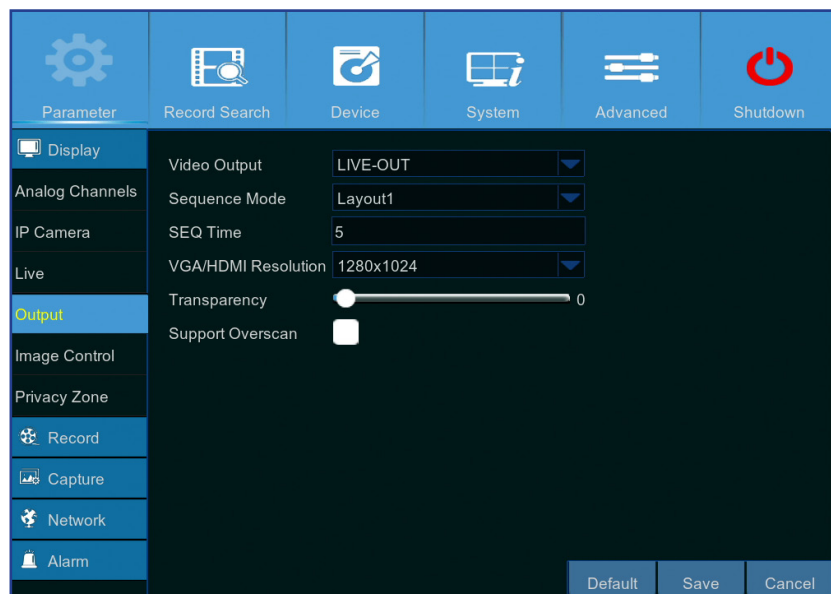 Parameter
Record Search
Device
System
Advanced
Shutdown
Display
Analog Channels
IP Camera
Live
Output
Image Control
Privacy Zone
Record
Capture
Network
Alarm
Video Output LIVE-OUT
Sequence Mode Layout1
SEQ Time 5
VGA/HDMI Resolution 1280x1024
Transparency 0
Support Overscan
Default Save Cancel